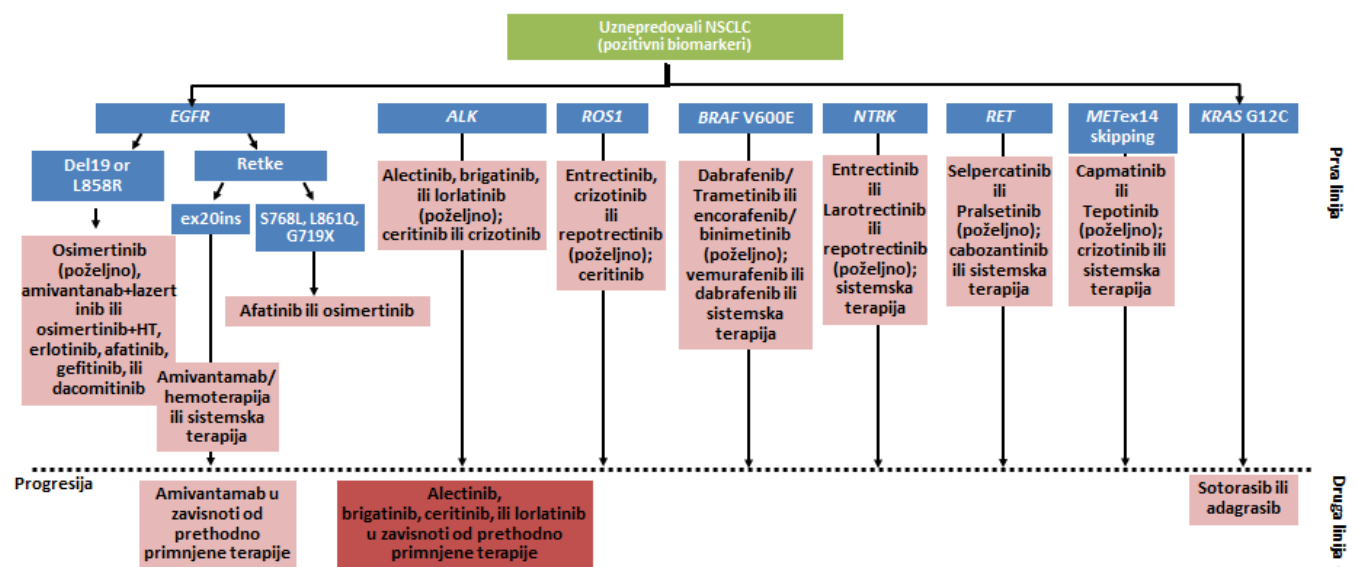 Uznepredovali NSCLC
(pozitivni biomarkeri)
EGFR
ALK
ROS1
BRAF V600E
NTRK
RET
METex14
skipping
KRAS G12C
Prva linija
Del19 or
L858R
Retke
ex20ins
S768L, L861Q,
G719X
Osimertinib
(poželjno),
amivantanab+lazert
inib ili
osimertinib+HT,
erlotinib, afatinib,
gefitinib, ili
dacomitinib
Amivantamab/
hemoterapija
ili sistemska
terapija
Afatinib ili osimertinib
Alectinib, brigatinib,
ili lorlatinib
(poželjno);
ceritinib ili crizotinib
Entrectinib,
crizotinib
ili
repotrectinib
(poželjno);
ceritinib
Dabrafenib/
Trametinib ili
encorafenib/
binimetinib
(poželjno);
vemurafenib ili
dabrafenib ili
sistemska
terapija
Entrectinib
ili
Larotrectinib
ili
repotrectinib
(poželjno);
sistemska
terapija
Selpercatinib
ili
Pralsetinib
(poželjno);
cabozantinib
ili sistemska
terapija
Capmatinib
ili
Tepotinib
(poželjno);
crizotinib ili
sistemska
terapija
Progresija
Druga linija
Amivantamab u
zavisnoti od
prethodno
primnjene terapije
Alectinib,
brigatinib, ceritinib, ili lorlatinib
u zavisnoti od prethodno
primnjene terapije
Sotorasib ili
adagrasib